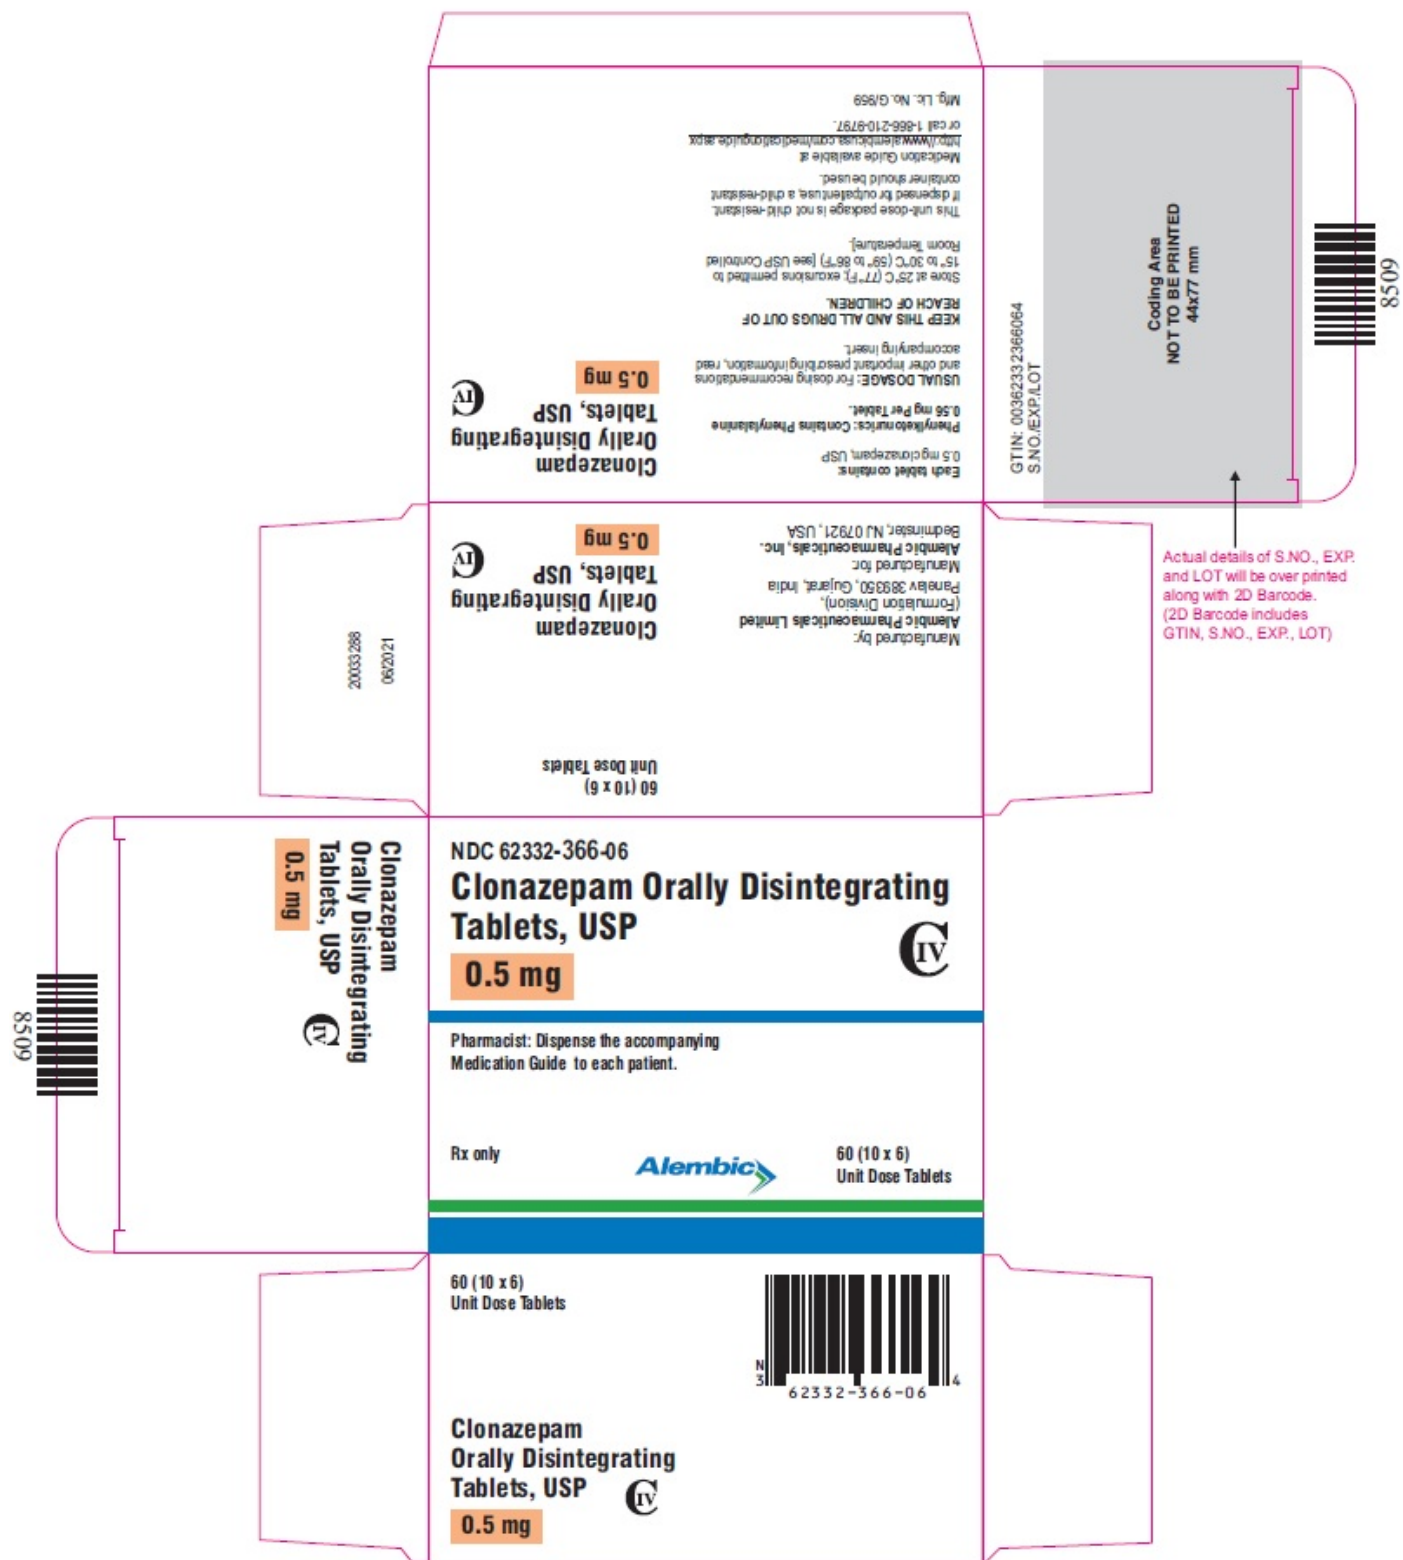 Each tablet contains:
0.5 mg clonazepam, USP
Phenylketonurics: Contains Phenylalanine
0.56 mg Per Tablet.
USUAL DOSAGE: For dosing recommendations
and other important prescribing information, read
accompanying insert.
KEEP THIS AND ALL DRUGS OUT OF
REACH OF CHILDREN.
Store at 25°C (77°F); excursions permitted to
15° to 30°C (59° to 86°F) [see USP Controlled
Room Temperature].
This unit-dose package is not child-resistant.
If dispensed for outpatient use, a child-resistant
container should be used.
Medication Guide available at
http://www.alembicusa.com/medicationguide.aspx
or call 1-866-210-9797.
Mfg. Lic. No. G/959
Clonazepam
Orally Disintegrating
Tablets, USP
CIV
0.5 mg
GTIN: 00362332366064
S.NO./EXP./LOT
Coding Area
NOT TO BE PRINTED
44x77 mm
8509
Actual details of S.NO., EXP.
and LOT will be over printed
along with 2D Barcode.
(2D Barcode includes
GTIN, S.NO., EXP., LOT)
Manufactured by:
Alembic Pharmaceuticals Limited
(Formulation Division),
Panelav 389350, Gujarat, India
Manufactured for:
Alembic Pharmaceuticals, Inc.
Bedminster, NJ 07921, USA
60 (10 x 6)
Unit Dose Tablets
Clonazepam
Orally Disintegrating
Tablets, USP
CIV
0.5 mg
20033288
06/2021
Clonazepam
Orally Disintegrating
Tablets, USP
CIV
0.5 mg
8509
NDC 62332-366-06
Clonazepam Orally Disintegrating
Tablets, USP
CIV
0.5 mg
Pharmacist: Dispense the accompanying
Medication Guide to each patient.
Rx only
Alembic
60 (10 x 6)
Unit Dose Tablets
60 (10 x 6)
Unit Dose Tablets
N
3 62332-366-06 4
Clonazepam
Orally Disintegrating
Tablets, USP
CIV
0.5 mg